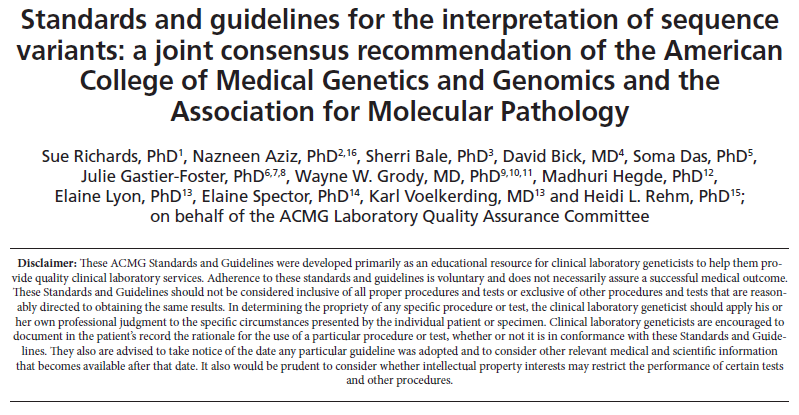 Standards and guidelines for the interpretation of sequence
variants: a joint consensus recommendation of the American
College of Medical Genetics and Genomics and the
Association for Molecular Pathology
Sue Richards, PhD¹, Nazneen Aziz, PhD²,¹⁶, Sherri Bale, PhD³, David Bick, MD⁴, Soma Das, PhD⁵,
Julie Gastier-Foster, PhD⁶,⁷,⁸, Wayne W. Grody, MD, PhD⁹,¹⁰,¹¹, Madhuri Hegde, PhD¹²,
Elaine Lyon, PhD¹³, Elaine Spector, PhD¹⁴, Karl Voelkerding, MD¹³ and Heidi L. Rehm, PhD¹⁵;
on behalf of the ACMG Laboratory Quality Assurance Committee
Disclaimer: These ACMG Standards and Guidelines were developed primarily as an educational resource for clinical laboratory geneticists to help them pro-
vide quality clinical laboratory services. Adherence to these standards and guidelines is voluntary and does not necessarily assure a successful medical outcome.
These Standards and Guidelines should not be considered inclusive of all proper procedures and tests or exclusive of other procedures and tests that are reason-
ably directed to obtaining the same results. In determining the propriety of any specific procedure or test, the clinical laboratory geneticist should apply his or
her own professional judgment to the specific circumstances presented by the individual patient or specimen. Clinical laboratory geneticists are encouraged to
document in the patient's record the rationale for the use of a particular procedure or test, whether or not it is in conformance with these Standards and Guide-
lines. They also are advised to take notice of the date any particular guideline was adopted and to consider other relevant medical and scientific information
that becomes available after that date. It also would be prudent to consider whether intellectual property interests may restrict the performance of certain tests
and other procedures.